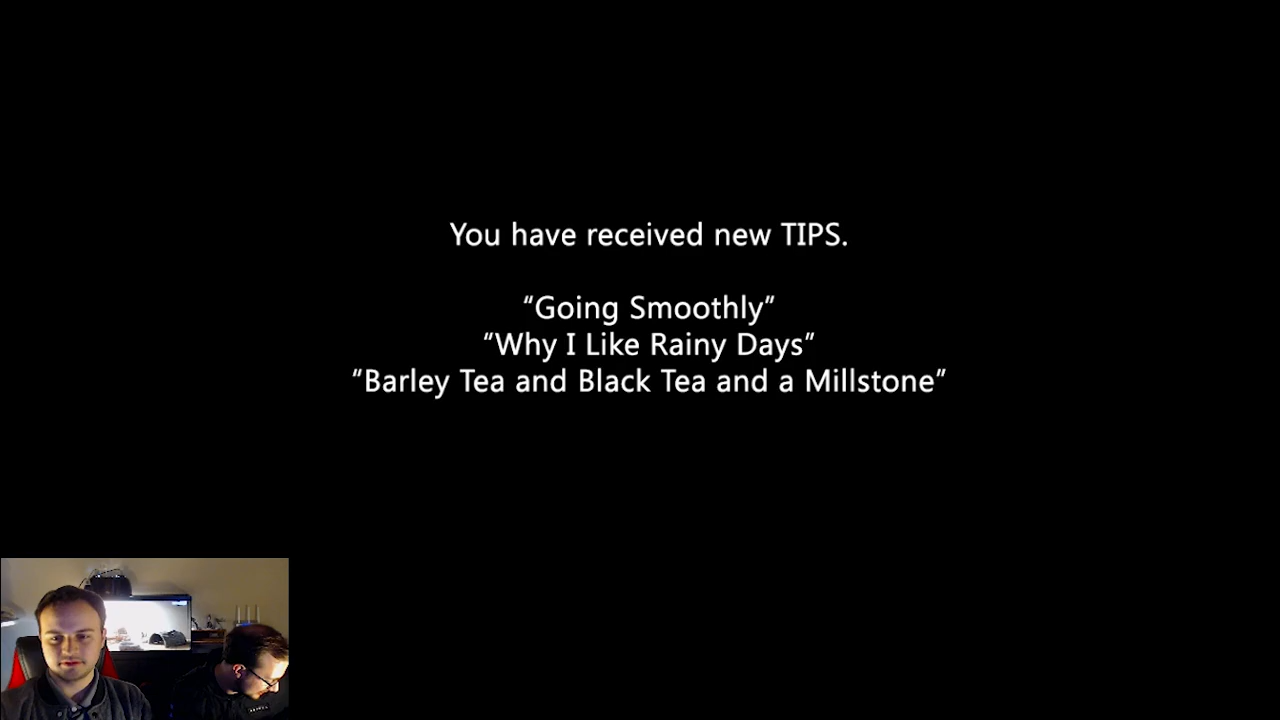 You have received new TIPS.
“Going Smoothly”
“Why I Like Rainy Days”
“Barley Tea and Black Tea and a Millstone”